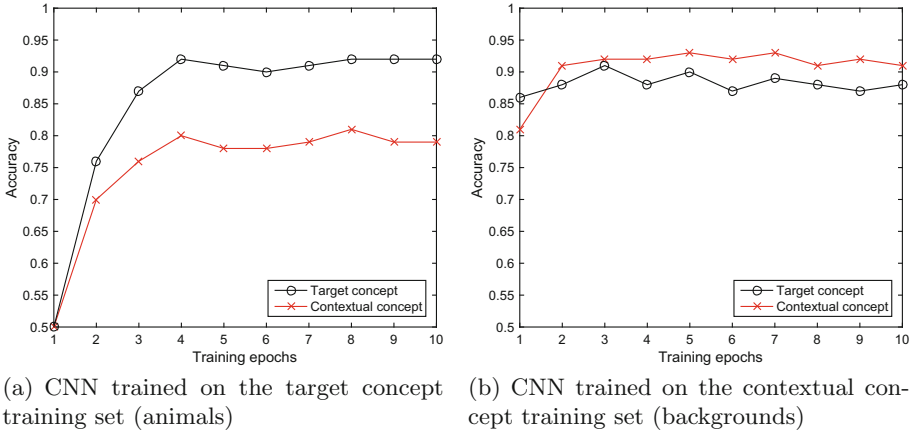 1
0.95
0.9
0.85
0.8
0.75
0.7
0.65
0.6
0.55
0.5
Accuracy
1 2 3 4 5 6 7 8 9 10
Training epochs
Target concept
Contextual concept
(a) CNN trained on the target concept
training set (animals)
1
0.95
0.9
0.85
0.8
0.75
0.7
0.65
0.6
0.55
0.5
Accuracy
1 2 3 4 5 6 7 8 9 10
Training epochs
Target concept
Contextual concept
(b) CNN trained on the contextual con-
cept training set (backgrounds)